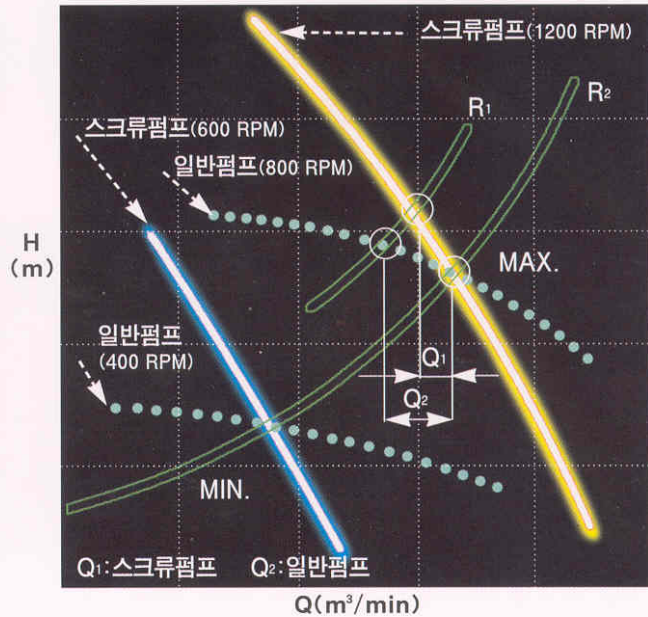 스크류펌프(1200 RPM)
R1
R2
스크류펌프(600 RPM)
일반펌프(800 RPM)
H
(m)
MAX.
일반펌프
(400 RPM)
Q1
Q2
MIN.
Q1:스크류펌프 Q2:일반펌프
Q(m³/min)